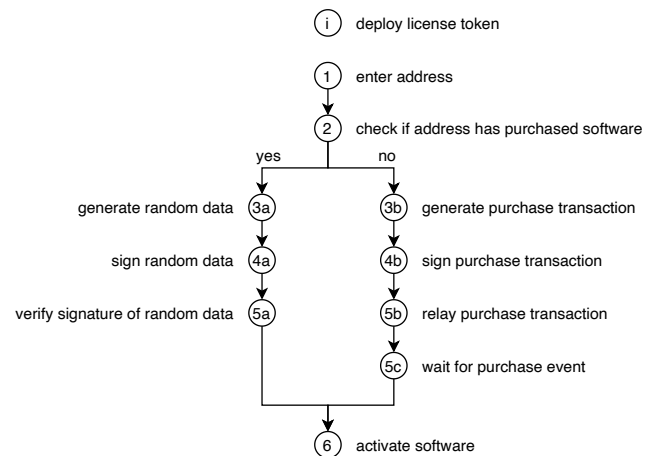 i deploy license token
1 enter address
2 check if address has purchased software
yes no
generate random data 3a 3b generate purchase transaction
sign random data 4a 4b sign purchase transaction
verify signature of random data 5a 5b relay purchase transaction
5c wait for purchase event
6 activate software